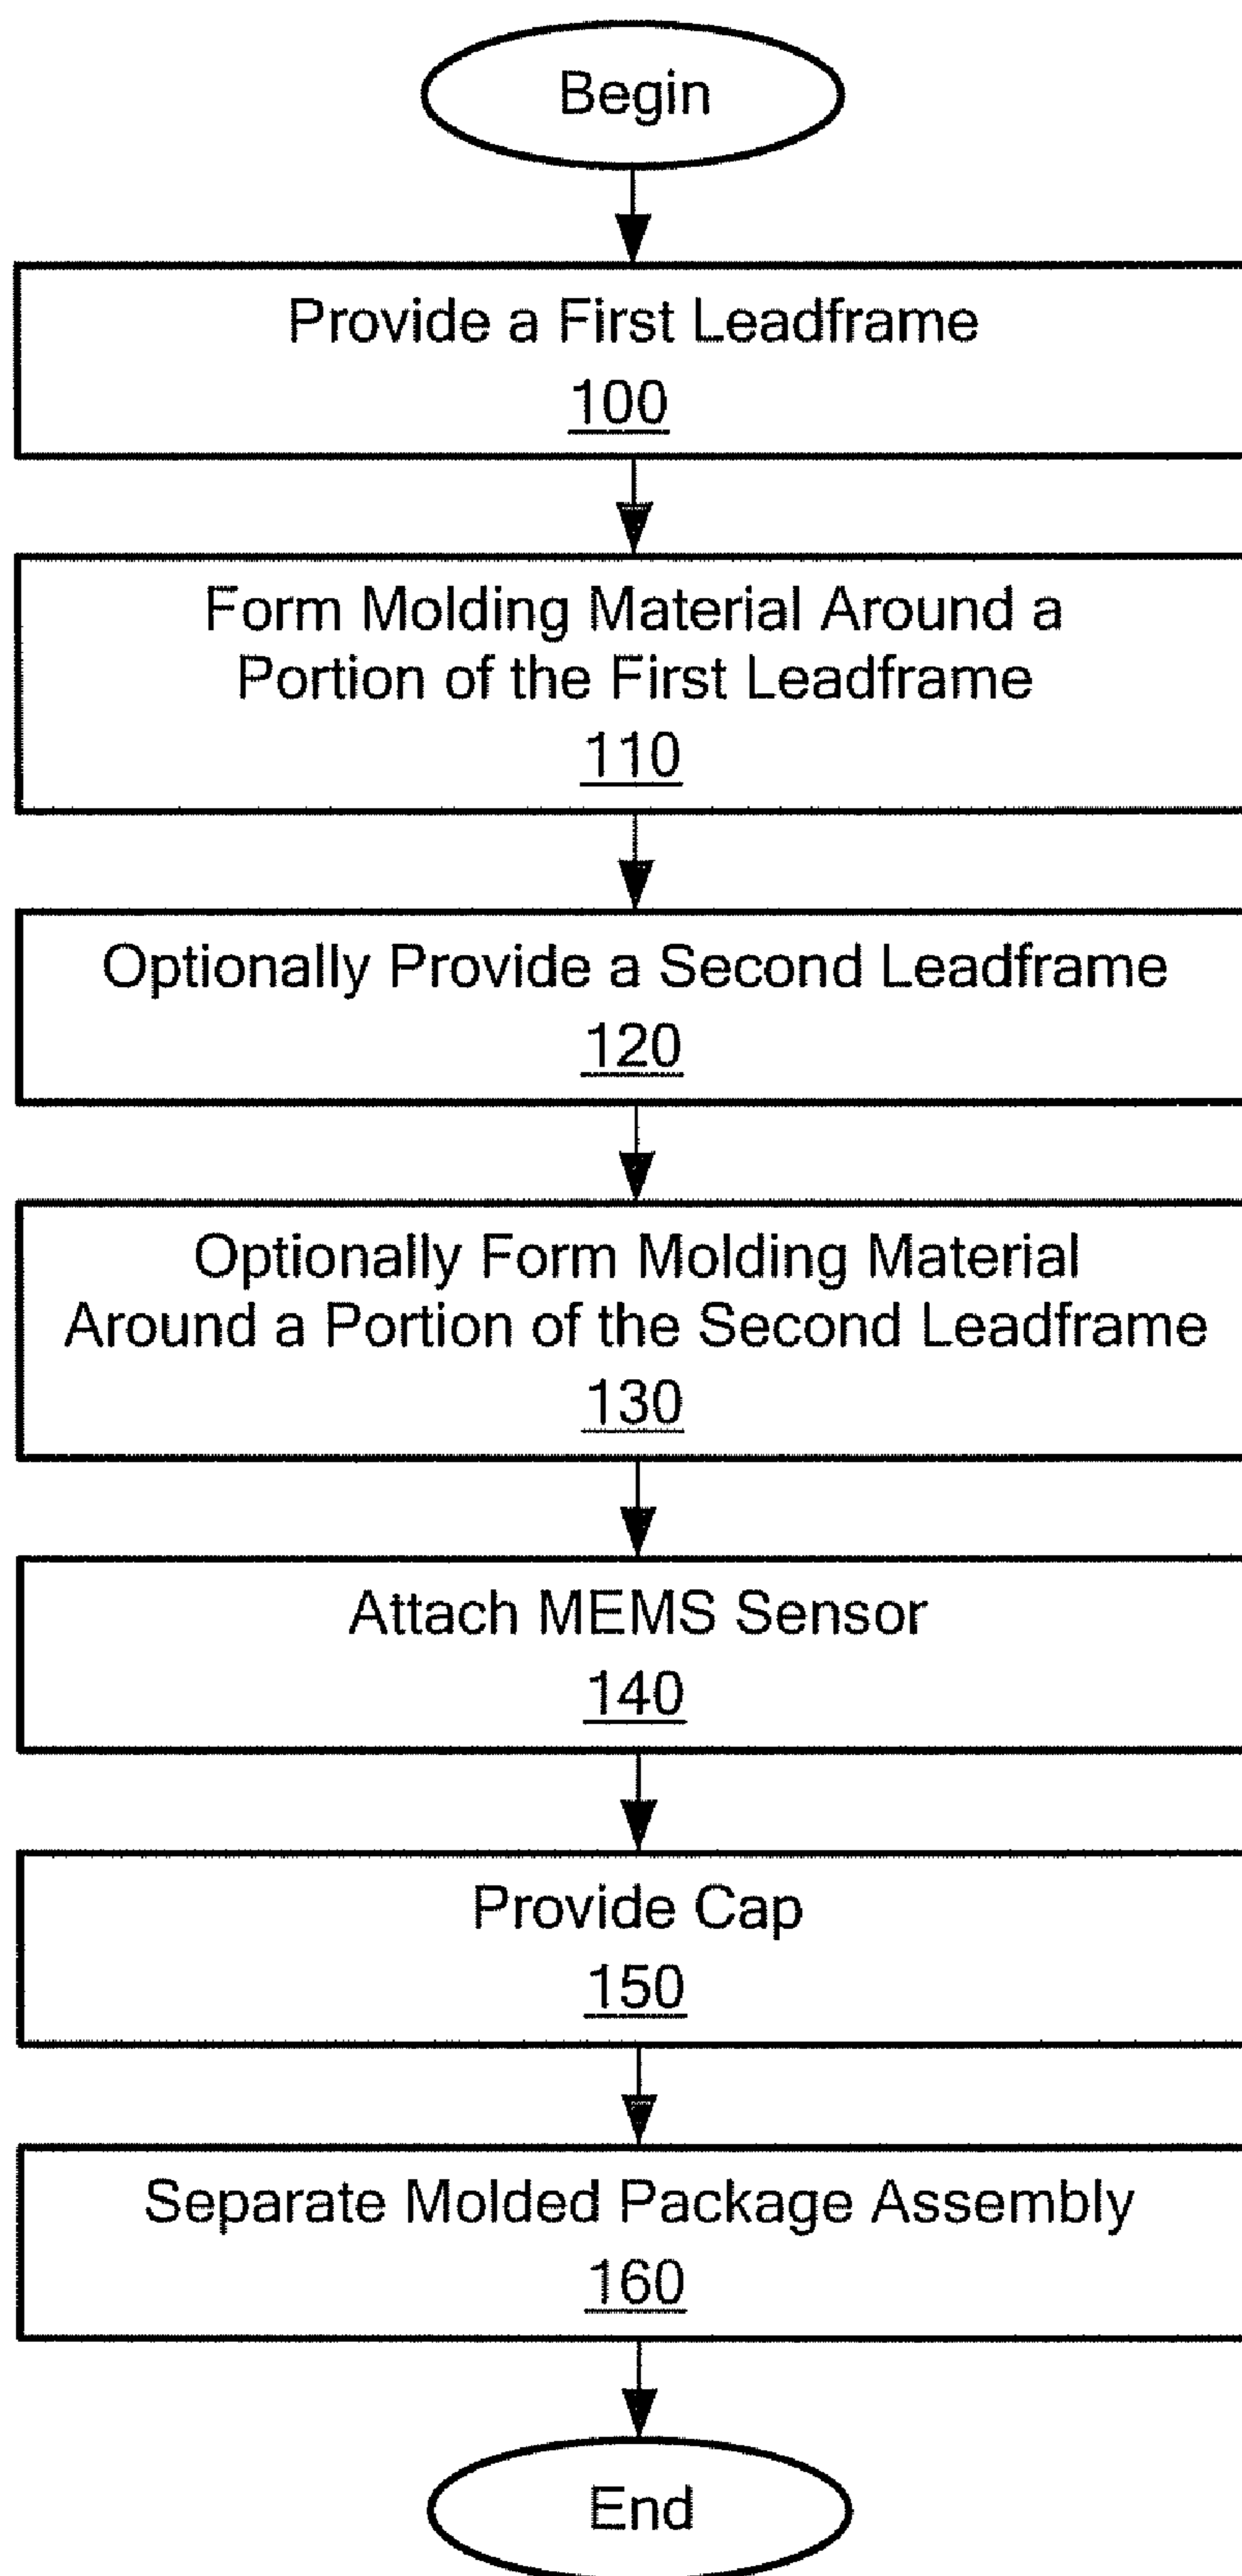 Begin
Provide a First Leadframe
100
Form Molding Material Around a
Portion of the First Leadframe
110
Optionally Provide a Second Leadframe
120
Optionally Form Molding Material
Around a Portion of the Second Leadframe
130
Attach MEMS Sensor
140
Provide Cap
150
Separate Molded Package Assembly
160
End